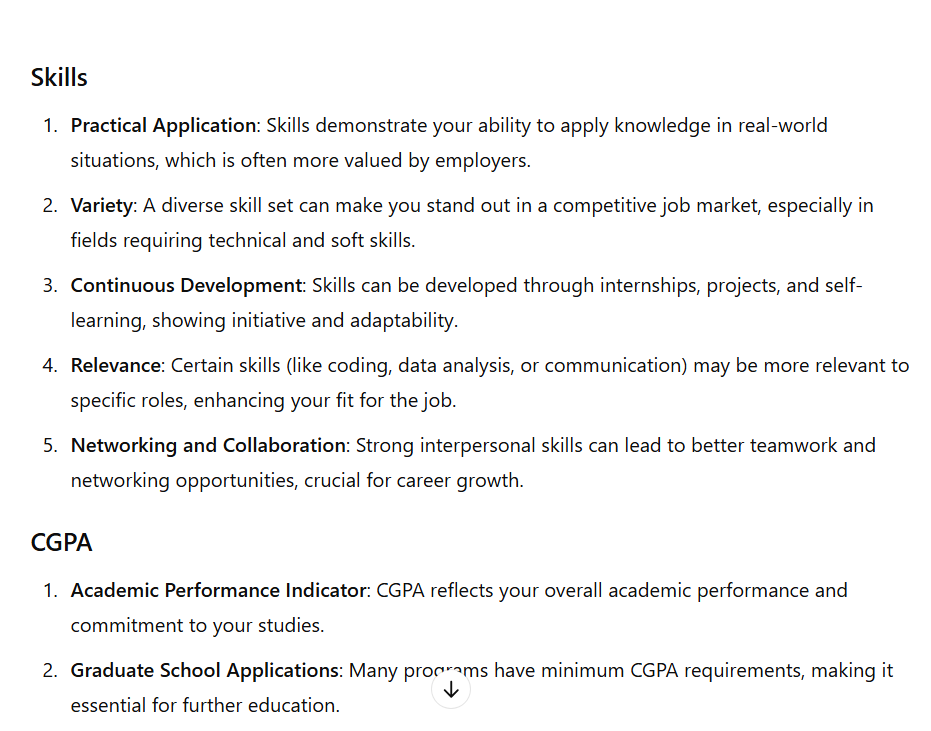 Skills
1. Practical Application: Skills demonstrate your ability to apply knowledge in real-world
situations, which is often more valued by employers.
2. Variety: A diverse skill set can make you stand out in a competitive job market, especially in
fields requiring technical and soft skills.
3. Continuous Development: Skills can be developed through internships, projects, and self-
learning, showing initiative and adaptability.
4. Relevance: Certain skills (like coding, data analysis, or communication) may be more relevant to
specific roles, enhancing your fit for the job.
5. Networking and Collaboration: Strong interpersonal skills can lead to better teamwork and
networking opportunities, crucial for career growth.
CGPA
1. Academic Performance Indicator: CGPA reflects your overall academic performance and
commitment to your studies.
2. Graduate School Applications: Many programs have minimum CGPA requirements, making it
essential for further education.